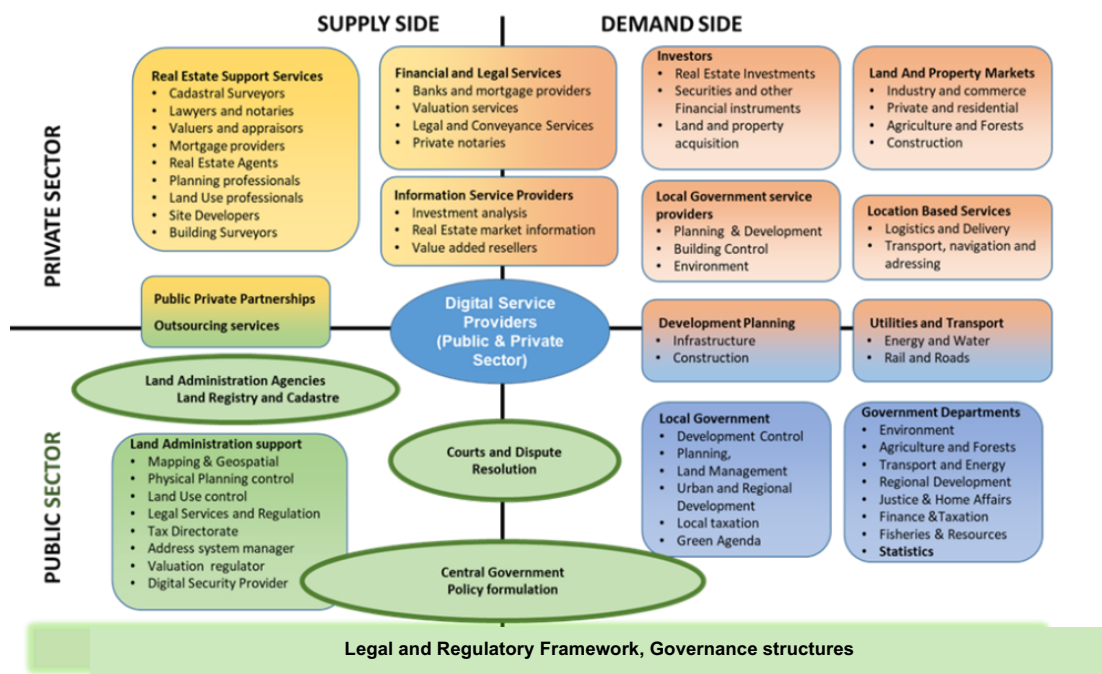 SUPPLY SIDE
DEMAND SIDE
PRIVATE SECTOR
PUBLIC SECTOR
Real Estate Support Services
• Cadastral Surveyors
• Lawyers and notaries
• Valuers and appraisors
• Mortgage providers
• Real Estate Agents
• Planning professionals
• Land Use professionals
• Site Developers
• Building Surveyors
Financial and Legal Services
• Banks and mortgage providers
• Valuation services
• Legal and Conveyance Services
• Private notaries
Information Service Providers
• Investment analysis
• Real Estate market information
• Value added resellers
Investors
• Real Estate Investments
• Securities and other
Financial instruments
• Land and property
acquisition
Land And Property Markets
• Industry and commerce
• Private and residential
• Agriculture and Forests
• Construction
Local Government service
providers
• Planning & Development
• Building Control
• Environment
Location Based Services
• Logistics and Delivery
• Transport, navigation and
adressing
Public Private Partnerships
Outsourcing services
Digital Service
Providers
(Public & Private
Sector)
Development Planning
• Infrastructure
• Construction
Utilities and Transport
• Energy and Water
• Rail and Roads
Land Administration Agencies
Land Registry and Cadastre
Land Administration support
• Mapping & Geospatial
• Physical Planning control
• Land Use control
• Legal Services and Regulation
• Tax Directorate
• Address system manager
• Valuation regulator
• Digital Security Provider
Courts and Dispute
Resolution
Central Government
Policy formulation
Local Government
• Development Control
• Planning,
• Land Management
• Urban and Regional
Development
• Local taxation
• Green Agenda
Government Departments
• Environment
• Agriculture and Forests
• Transport and Energy
• Regional Development
• Justice & Home Affairs
• Finance &Taxation
• Fisheries & Resources
• Statistics
Legal and Regulatory Framework, Governance structures